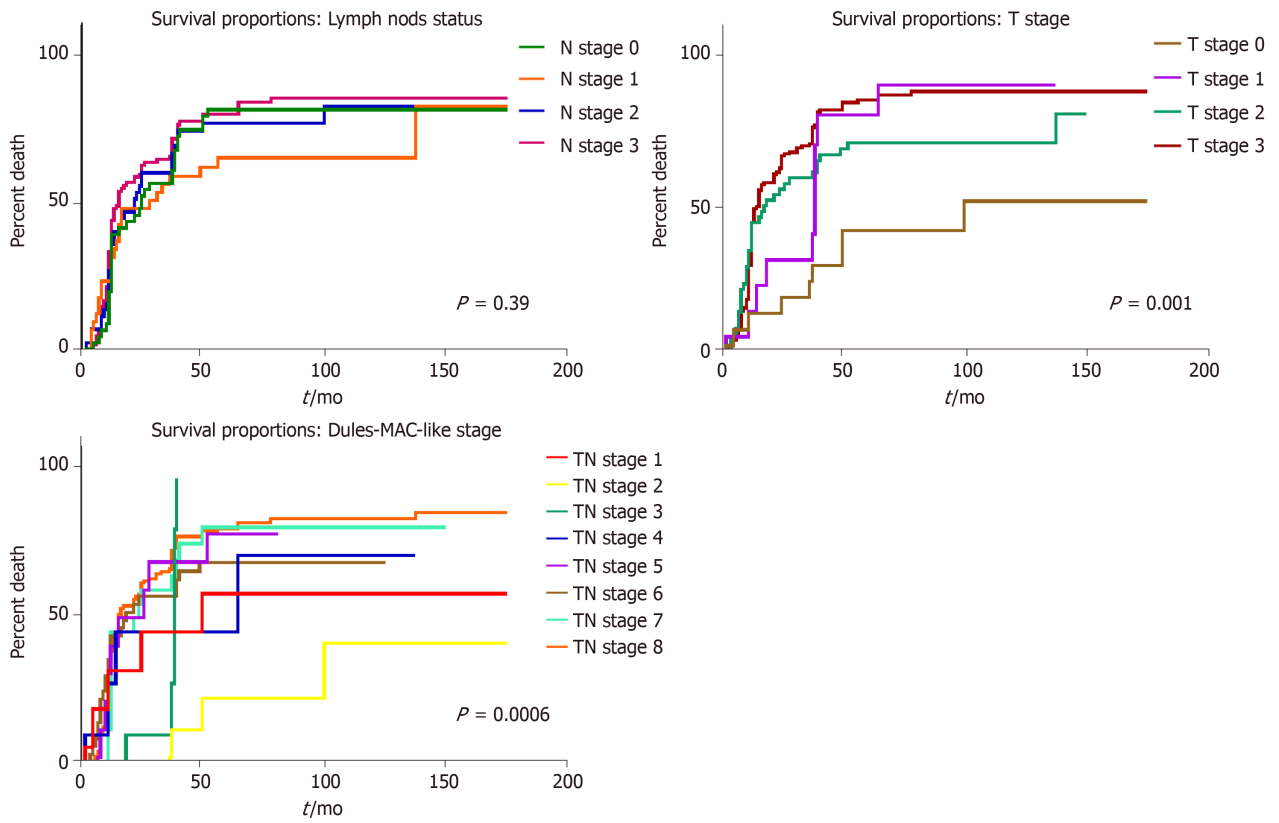 Survival proportions: Lymph nods status
100
50
0
Percent death
0 50 100 150 200
t/mo
N stage 0
N stage 1
N stage 2
N stage 3
P = 0.39
Survival proportions: T stage
100
50
0
Percent death
0 50 100 150 200
t/mo
T stage 0
T stage 1
T stage 2
T stage 3
P = 0.001
Survival proportions: Dules-MAC-like stage
100
50
0
Percent death
0 50 100 150 200
t/mo
TN stage 1
TN stage 2
TN stage 3
TN stage 4
TN stage 5
TN stage 6
TN stage 7
TN stage 8
P = 0.0006